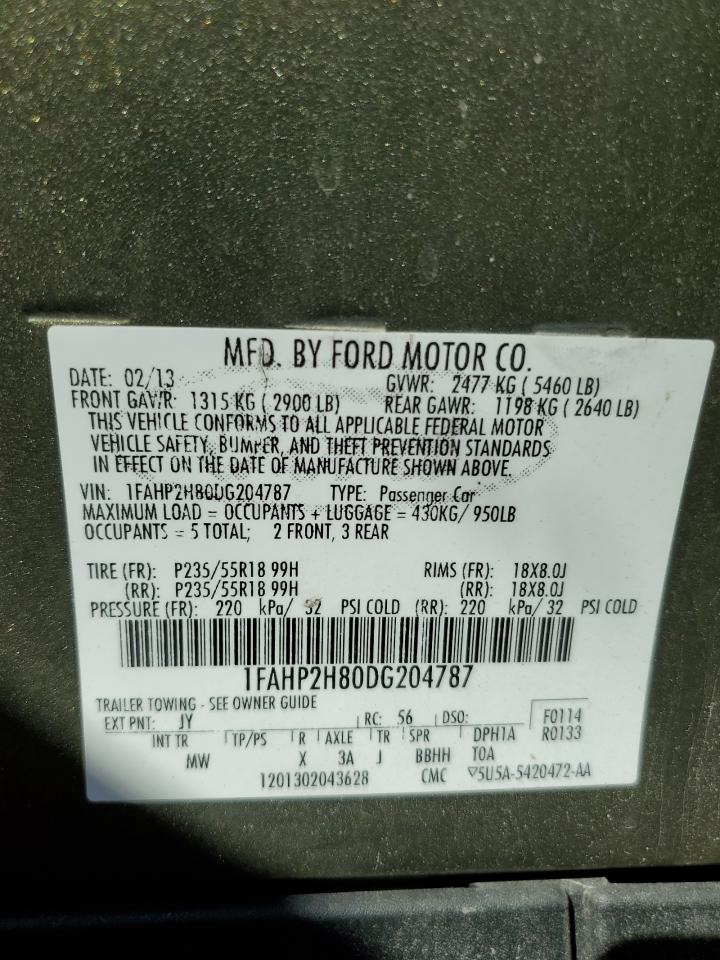 MFD. BY FORD MOTOR CO.
DATE: 02/13 GVWR: 2477 KG ( 5460 LB)
FRONT GAWR: 1315 KG ( 2900 LB) REAR GAWR: 1198 KG ( 2640 LB)
THIS VEHICLE CONFORMS TO ALL APPLICABLE FEDERAL MOTOR
VEHICLE SAFETY, BUMPER, AND THEFT PREVENTION STANDARDS
IN EFFECT ON THE DATE OF MANUFACTURE SHOWN ABOVE.
VIN: 1FAHP2H80DG204787 TYPE: Passenger Car
MAXIMUM LOAD = OCCUPANTS + LUGGAGE = 430KG/ 950LB
OCCUPANTS = 5 TOTAL; 2 FRONT, 3 REAR
TIRE (FR): P235/55R18 99H RIMS (FR): 18X8.0J
(RR): P235/55R18 99H (RR): 18X8.0J
PRESSURE (FR): 220 kPa/ 32 PSI COLD (RR): 220 kPa/ 32 PSI COLD
1FAHP2H80DG204787
TRAILER TOWING - SEE OWNER GUIDE
EXT PNT: JY RC: 56 DSO: F0114
INT TR TP/PS R AXLE TR SPR DPH1A R0133
MW X 3A J BBHH TOA
1201302043628 CMC ▽5U5A-5420472-AA